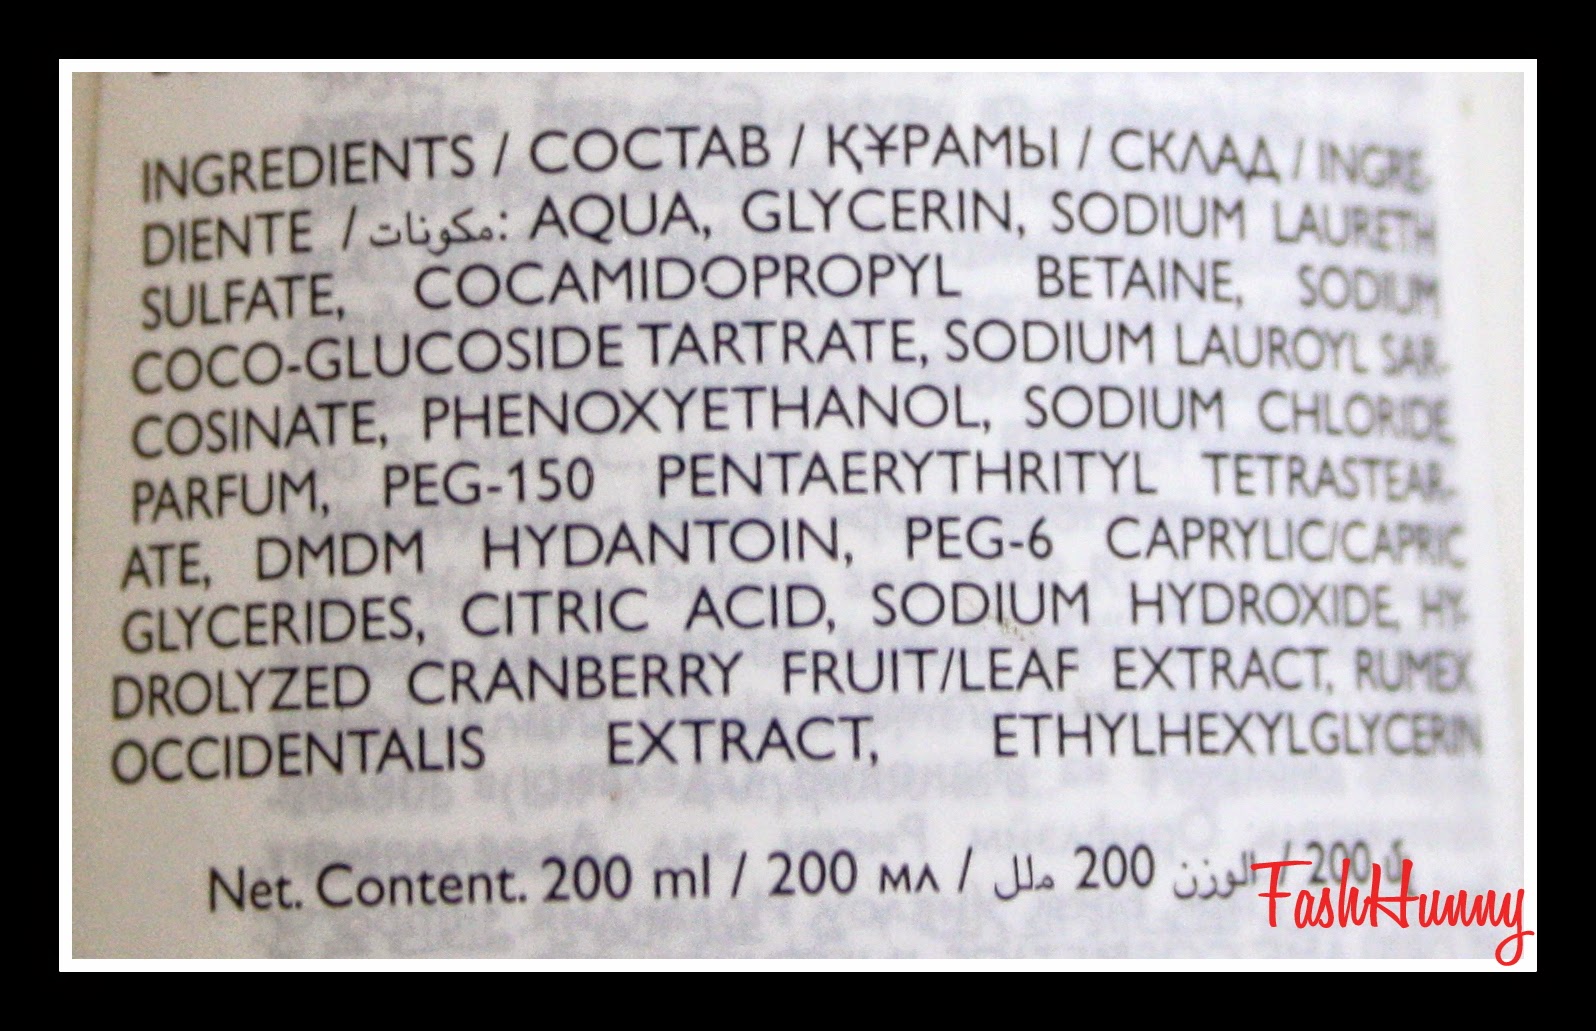 INGREDIENTS / СОСТАВ / ҚҰРАМЫ / СКЛАД / INGRE-
DIENTE / مكونات: AQUA, GLYCERIN, SODIUM LAURETH
SULFATE, COCAMIDOPROPYL BETAINE, SODIUM
COCO-GLUCOSIDE TARTRATE, SODIUM LAUROYL SAR-
COSINATE, PHENOXYETHANOL, SODIUM CHLORIDE,
PARFUM, PEG-150 PENTAERYTHRITYL TETRASTEAR-
ATE, DMDM HYDANTOIN, PEG-6 CAPRYLIC/CAPRIC
GLYCERIDES, CITRIC ACID, SODIUM HYDROXIDE, HY-
DROLYZED CRANBERRY FRUIT/LEAF EXTRACT, RUMEX
OCCIDENTALIS EXTRACT, ETHYLHEXYLGLYCERIN
Net. Content. 200 ml / 200 мл / الوزن 200 ملل / 200
FashHunny